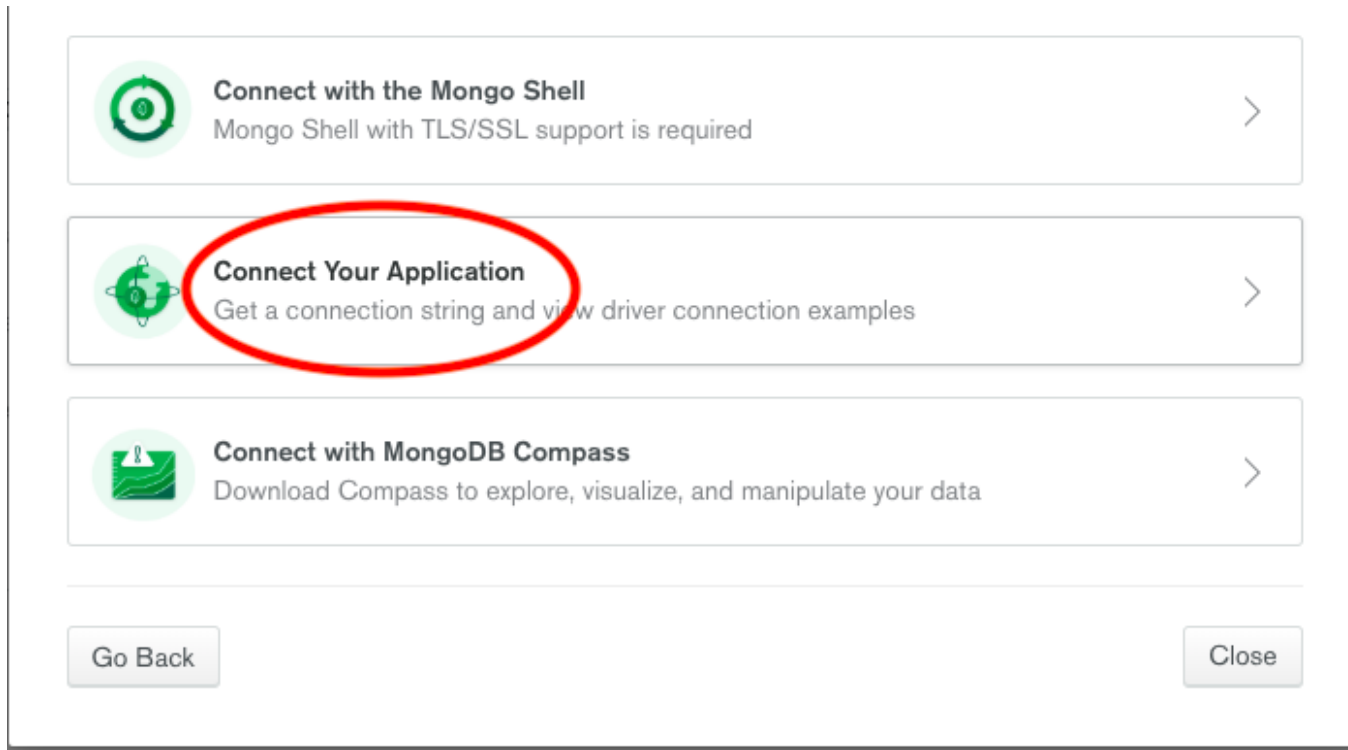 Connect with the Mongo Shell
Mongo Shell with TLS/SSL support is required
Connect Your Application
Get a connection string and view driver connection examples
Connect with MongoDB Compass
Download Compass to explore, visualize, and manipulate your data
Go Back
Close